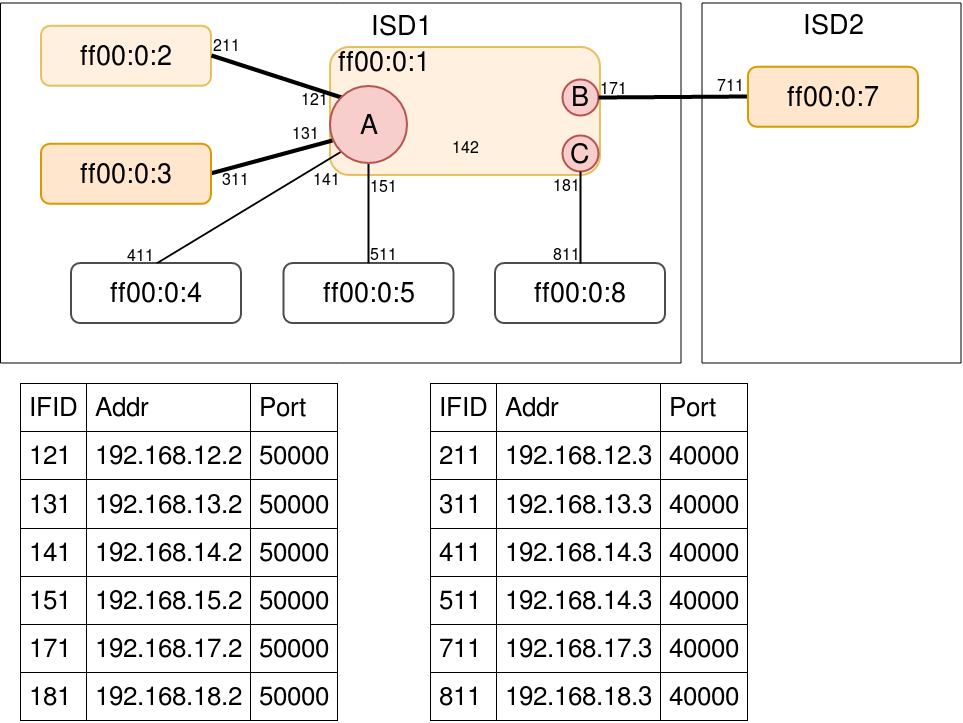 ISD1
ISD2
ff00:0:2
211
ff00:0:1
121
A
B
171
711
ff00:0:7
131
142
C
ff00:0:3
311
141
151
181
411
511
811
ff00:0:4
ff00:0:5
ff00:0:8
IFID Addr Port
121 192.168.12.2 50000
131 192.168.13.2 50000
141 192.168.14.2 50000
151 192.168.15.2 50000
171 192.168.17.2 50000
181 192.168.18.2 50000
IFID Addr Port
211 192.168.12.3 40000
311 192.168.13.3 40000
411 192.168.14.3 40000
511 192.168.14.3 40000
711 192.168.17.3 40000
811 192.168.18.3 40000